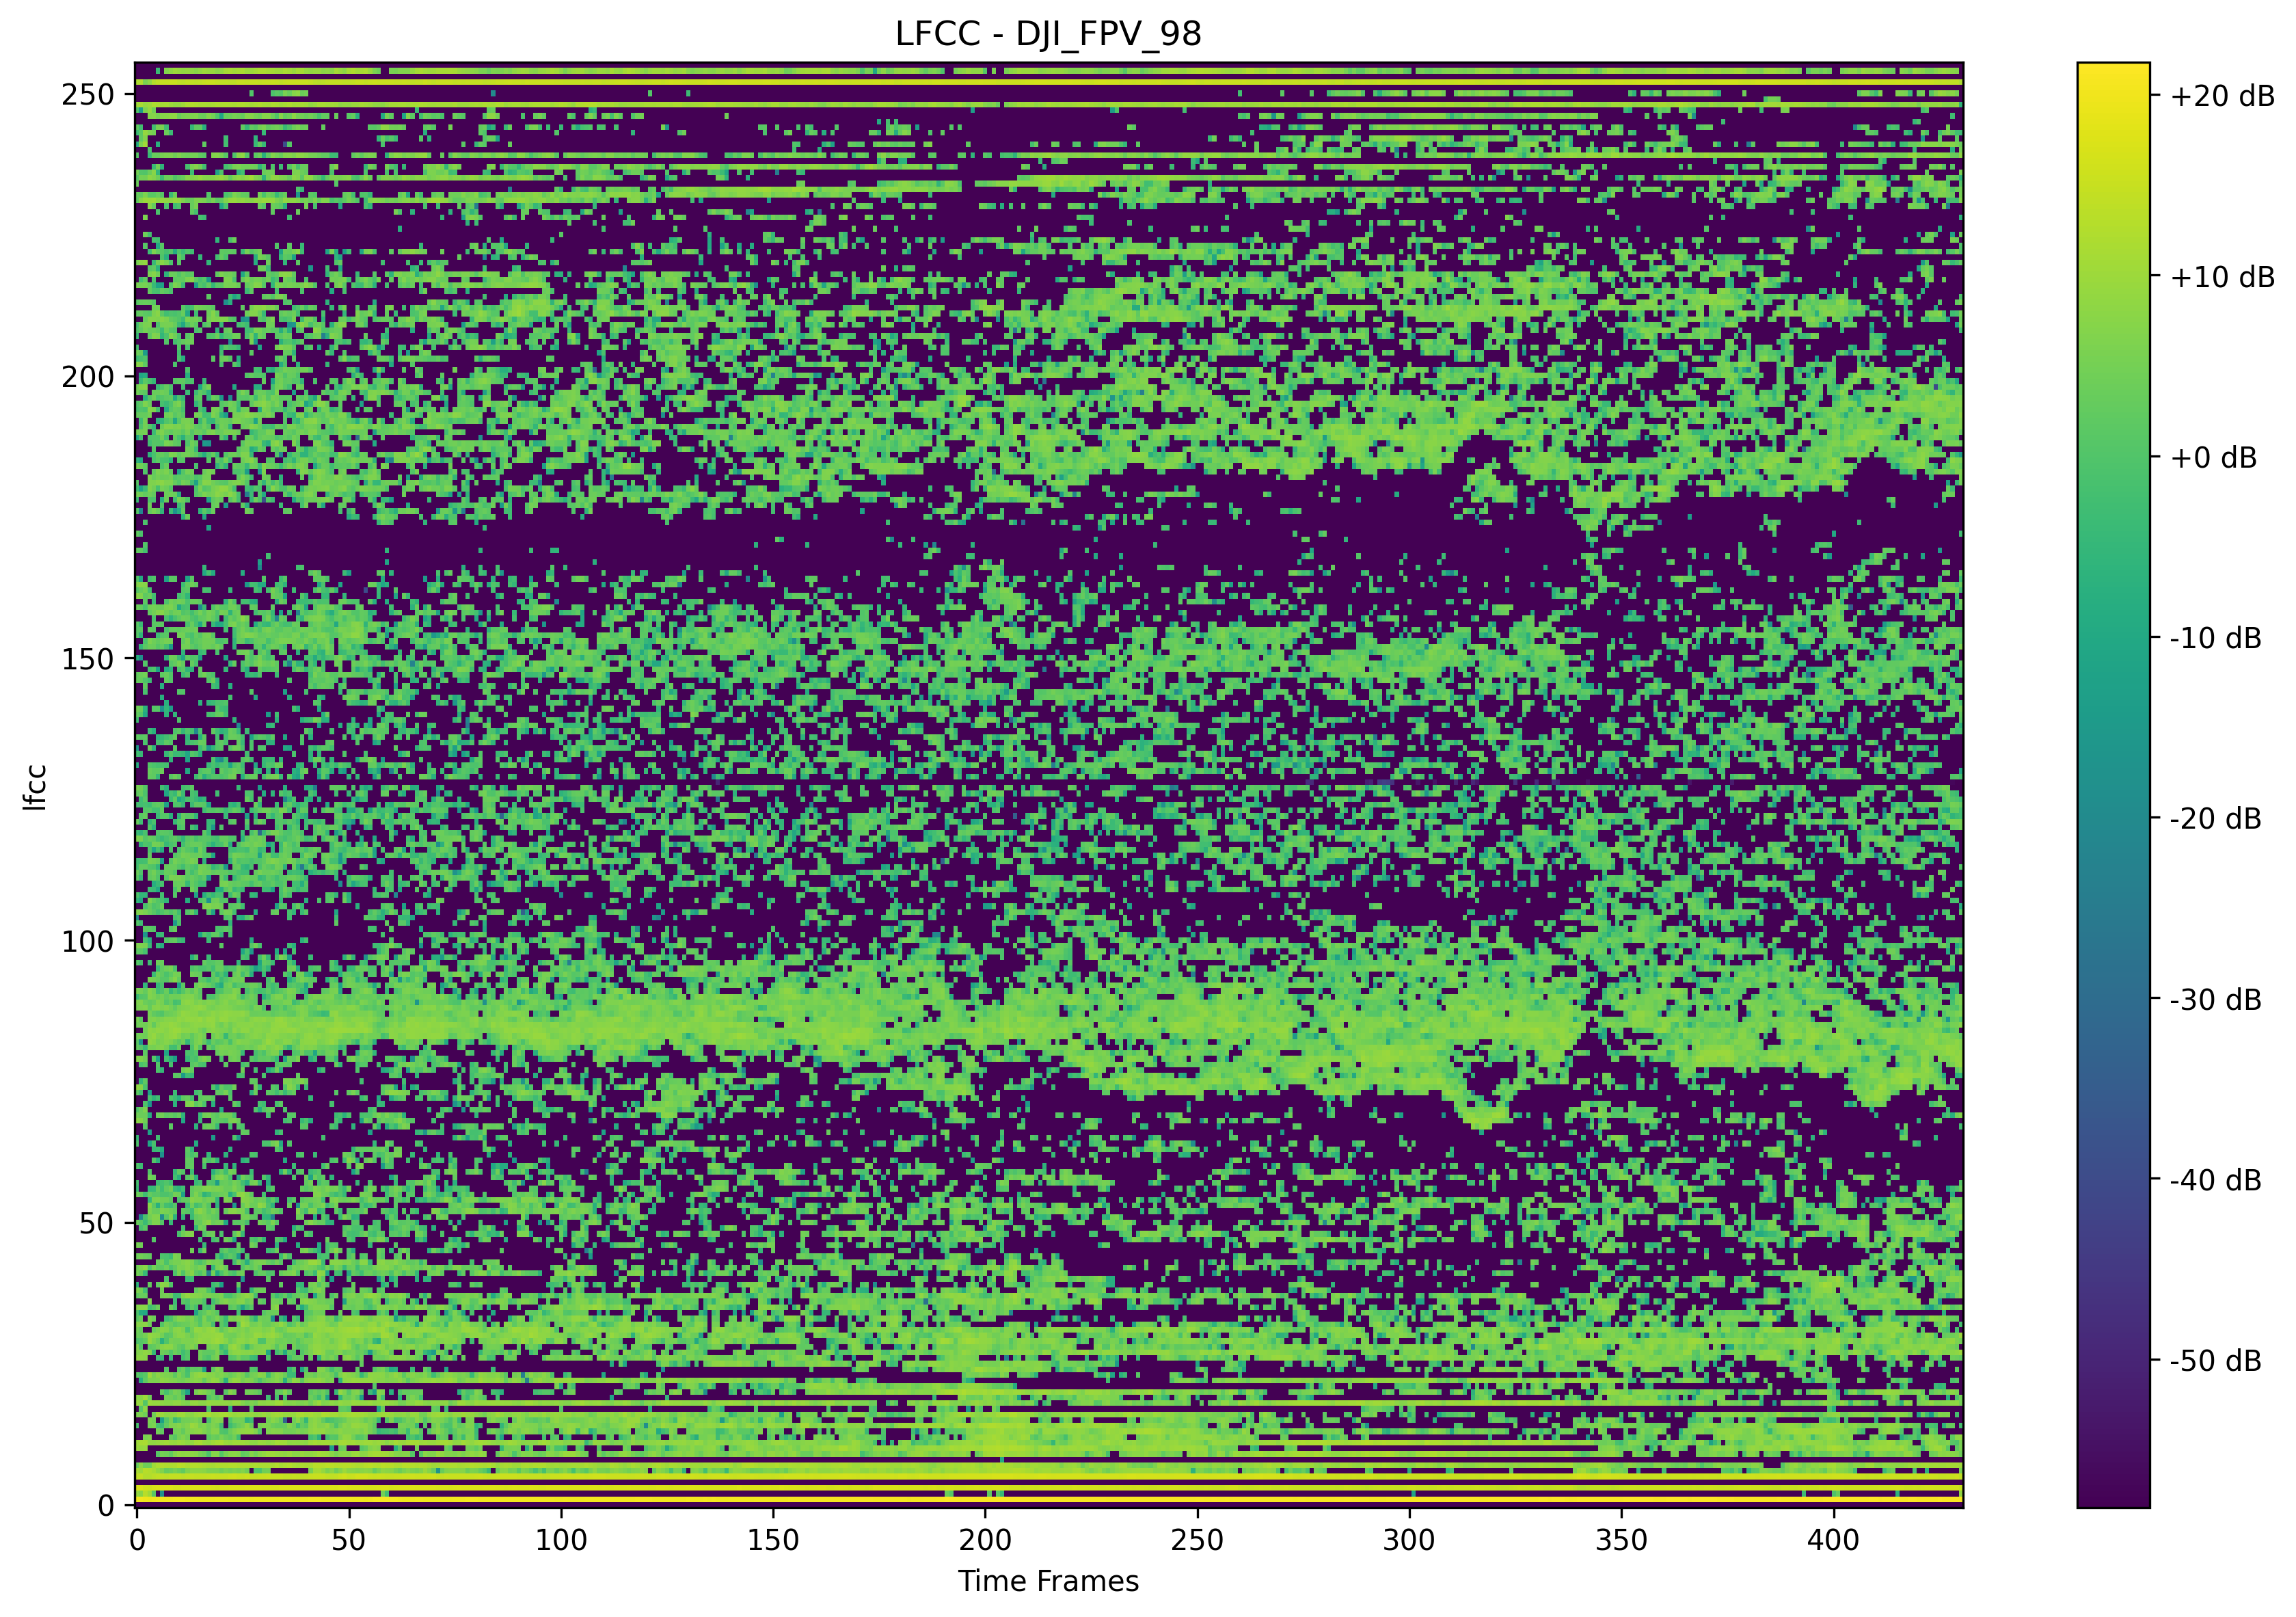 LFCC - DJI_FPV_98
250
200
150
100
50
0
lfcc
0 50 100 150 200 250 300 350 400
Time Frames
+20 dB
+10 dB
+0 dB
-10 dB
-20 dB
-30 dB
-40 dB
-50 dB